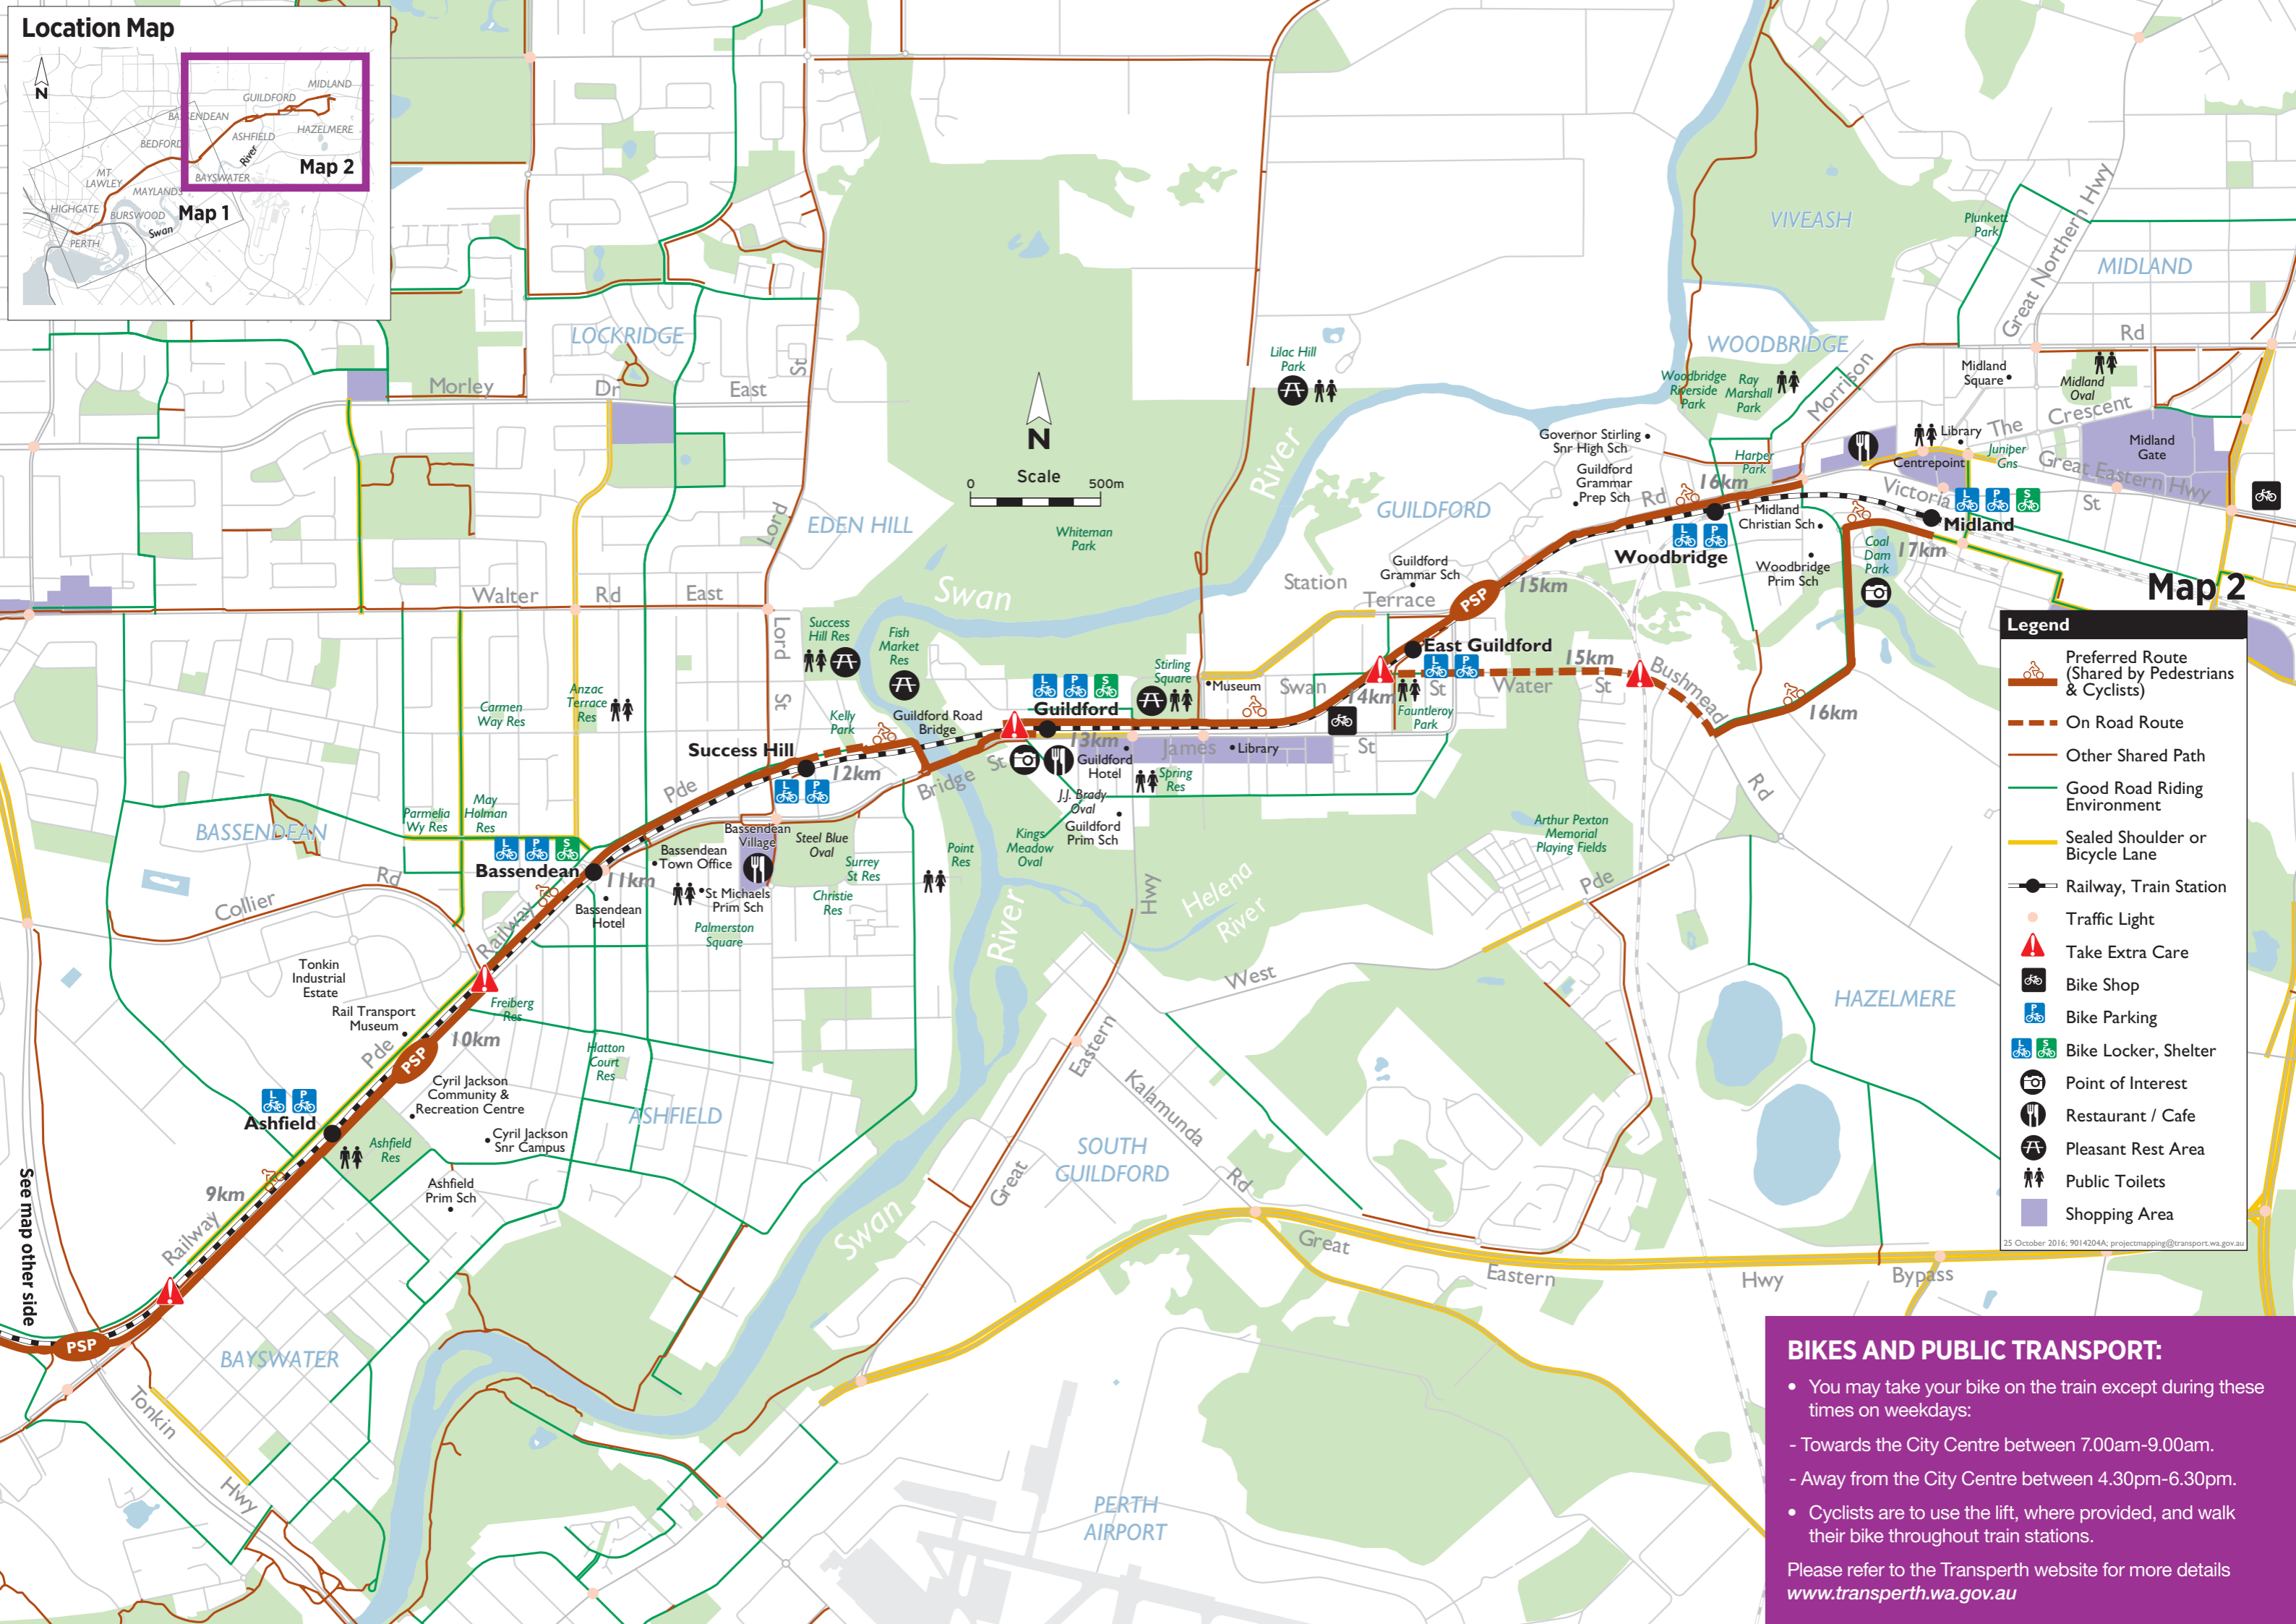 Location Map
N
MIDLAND
GUILDFORD
BASSENDEAN
HAZELMERE
ASHFIELD
BEDFORD
River
Map 2
MT
LAWLEY
BAYSWATER
MAYLANDS
HIGHGATE
BURSWOOD
Map 1
Swan
PERTH
VIVEASH
Plunkett
Park
Great Northern Hwy
MIDLAND
LOCKRIDGE
St
WOODBRIDGE
Rd
Morley
Dr
East
Lilac Hill
Park
Woodbridge
Riverside
Park
Ray
Marshall
Park
Morrison
Midland
Square
Midland
Oval
The
Crescent
N
Scale
0
500m
River
Governor Stirling
Snr High Sch
Guildford
Grammar
Prep Sch
Harper
Park
Library
Centrepoint
Juniper
Gns
Midland
Gate
Great Eastern Hwy
Victoria
St
L
P
S
Midland
17km
Lord
EDEN HILL
Whiteman
Park
GUILDFORD
Rd
16km
Midland
Christian Sch
L
P
Woodbridge
Woodbridge
Prim Sch
Coal
Dam
Park
Guildford
Grammar Sch
Station
Terrace
PSP
15km
Swan
Walter
Rd
East
Lord
St
Success
Hill Res
Fish
Market
Res
Stirling
Square
East Guildford
L
P
15km
Bushmead
Rd
Museum
Swan
St
Water
St
14km
Fauntleroy
Park
16km
Anzac
Terrace
Res
Carmen
Way Res
L
P
S
Guildford
Kelly
Park
Guildford Road
Bridge
13km
James
St
Library
Success Hill
12km
L
P
Bridge
St
Guildford
Hotel
Spring
Res
J.J. Brady
Oval
Guildford
Prim Sch
Pde
Parmelia
Wy Res
May
Holman
Res
BASSENDEAN
L
P
S
Bassendean
11km
Bassendean
Village
Steel Blue
Oval
Bassendean
Town Office
Surrey
St Res
Point
Res
Kings
Meadow
Oval
St Michaels
Prim Sch
Christie
Res
Bassendean
Hotel
Palmerston
Square
Arthur Pexton
Memorial
Playing Fields
Pde
Hwy
Helena
River
River
West
Collier
Rd
Railway
Tonkin
Industrial
Estate
Rail Transport
Museum
Freiberg
Res
Pde
PSP
10km
Hatton
Court
Res
Cyril Jackson
Community &
Recreation Centre
Cyril Jackson
Snr Campus
ASHFIELD
L
P
Ashfield
Ashfield
Res
Ashfield
Prim Sch
9km
Railway
See map other side
PSP
BAYSWATER
Tonkin
Hwy
Swan
Great
Eastern
Kalamunda
Rd
SOUTH
GUILDFORD
Great
Eastern
Hwy
Bypass
HAZELMERE
PERTH
AIRPORT
Map 2
Legend
Preferred Route
(Shared by Pedestrians
& Cyclists)
On Road Route
Other Shared Path
Good Road Riding
Environment
Sealed Shoulder or
Bicycle Lane
Railway, Train Station
Traffic Light
Take Extra Care
Bike Shop
P
Bike Parking
L
S
Bike Locker, Shelter
Point of Interest
Restaurant / Cafe
Pleasant Rest Area
Public Toilets
Shopping Area
25 October 2016; 9014204A; projectmapping@transport.wa.gov.au
BIKES AND PUBLIC TRANSPORT:
• You may take your bike on the train except during these
times on weekdays:
- Towards the City Centre between 7.00am-9.00am.
- Away from the City Centre between 4.30pm-6.30pm.
• Cyclists are to use the lift, where provided, and walk
their bike throughout train stations.
Please refer to the Transperth website for more details
www.transperth.wa.gov.au